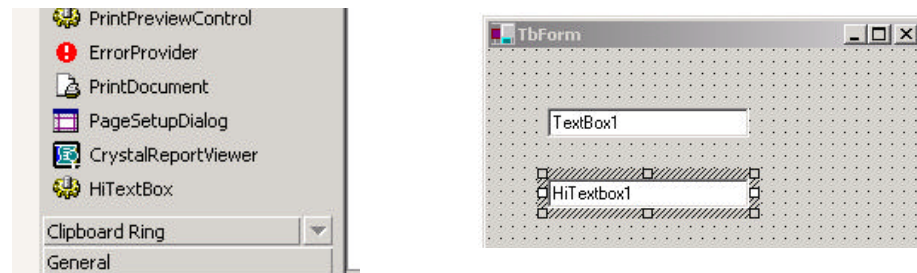 PrintPreviewControl
ErrorProvider
PrintDocument
PageSetupDialog
CrystalReportViewer
HiTextBox
Clipboard Ring
General
TbForm
TextBox1
HiTextbox1